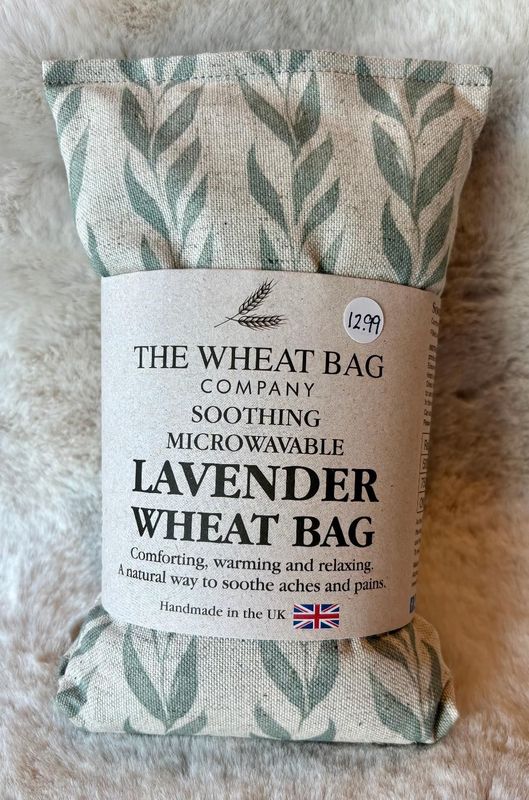 12.99
THE WHEAT BAG
COMPANY
SOOTHING
MICROWAVABLE
LAVENDER
WHEAT BAG
Comforting, warming and relaxing.
A natural way to soothe aches and pains.
Handmade in the UK